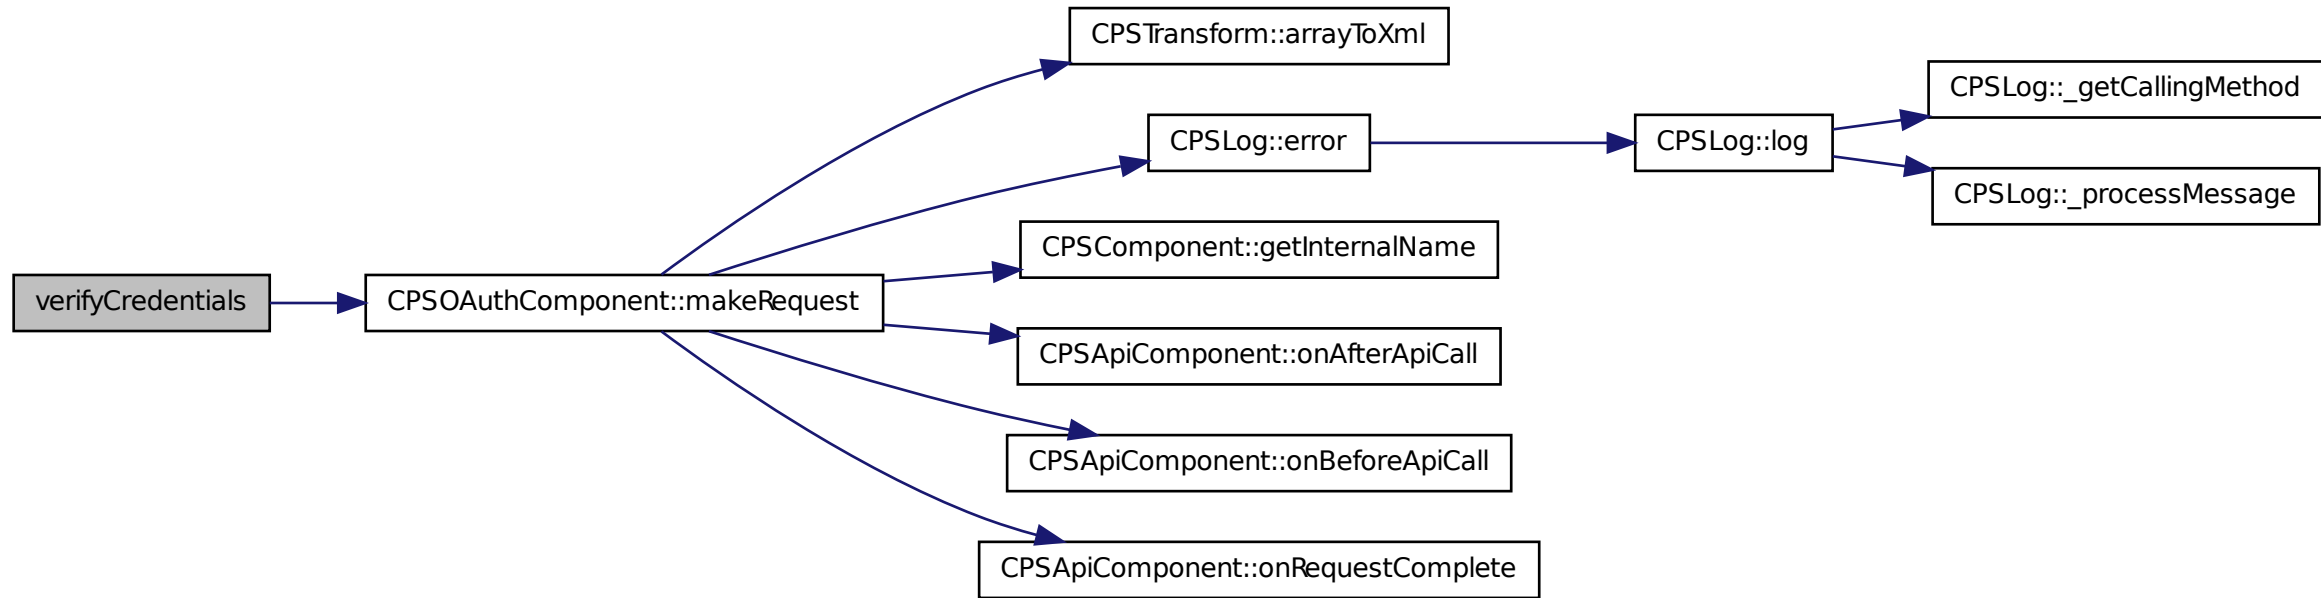 CPSTransform::arrayToXml
CPSLog::_getCallingMethod
CPSLog::error
CPSLog::log
CPSLog::_processMessage
CPSComponent::getInternalName
verifyCredentials
CPSOAuthComponent::makeRequest
CPSApiComponent::onAfterApiCall
CPSApiComponent::onBeforeApiCall
CPSApiComponent::onRequestComplete